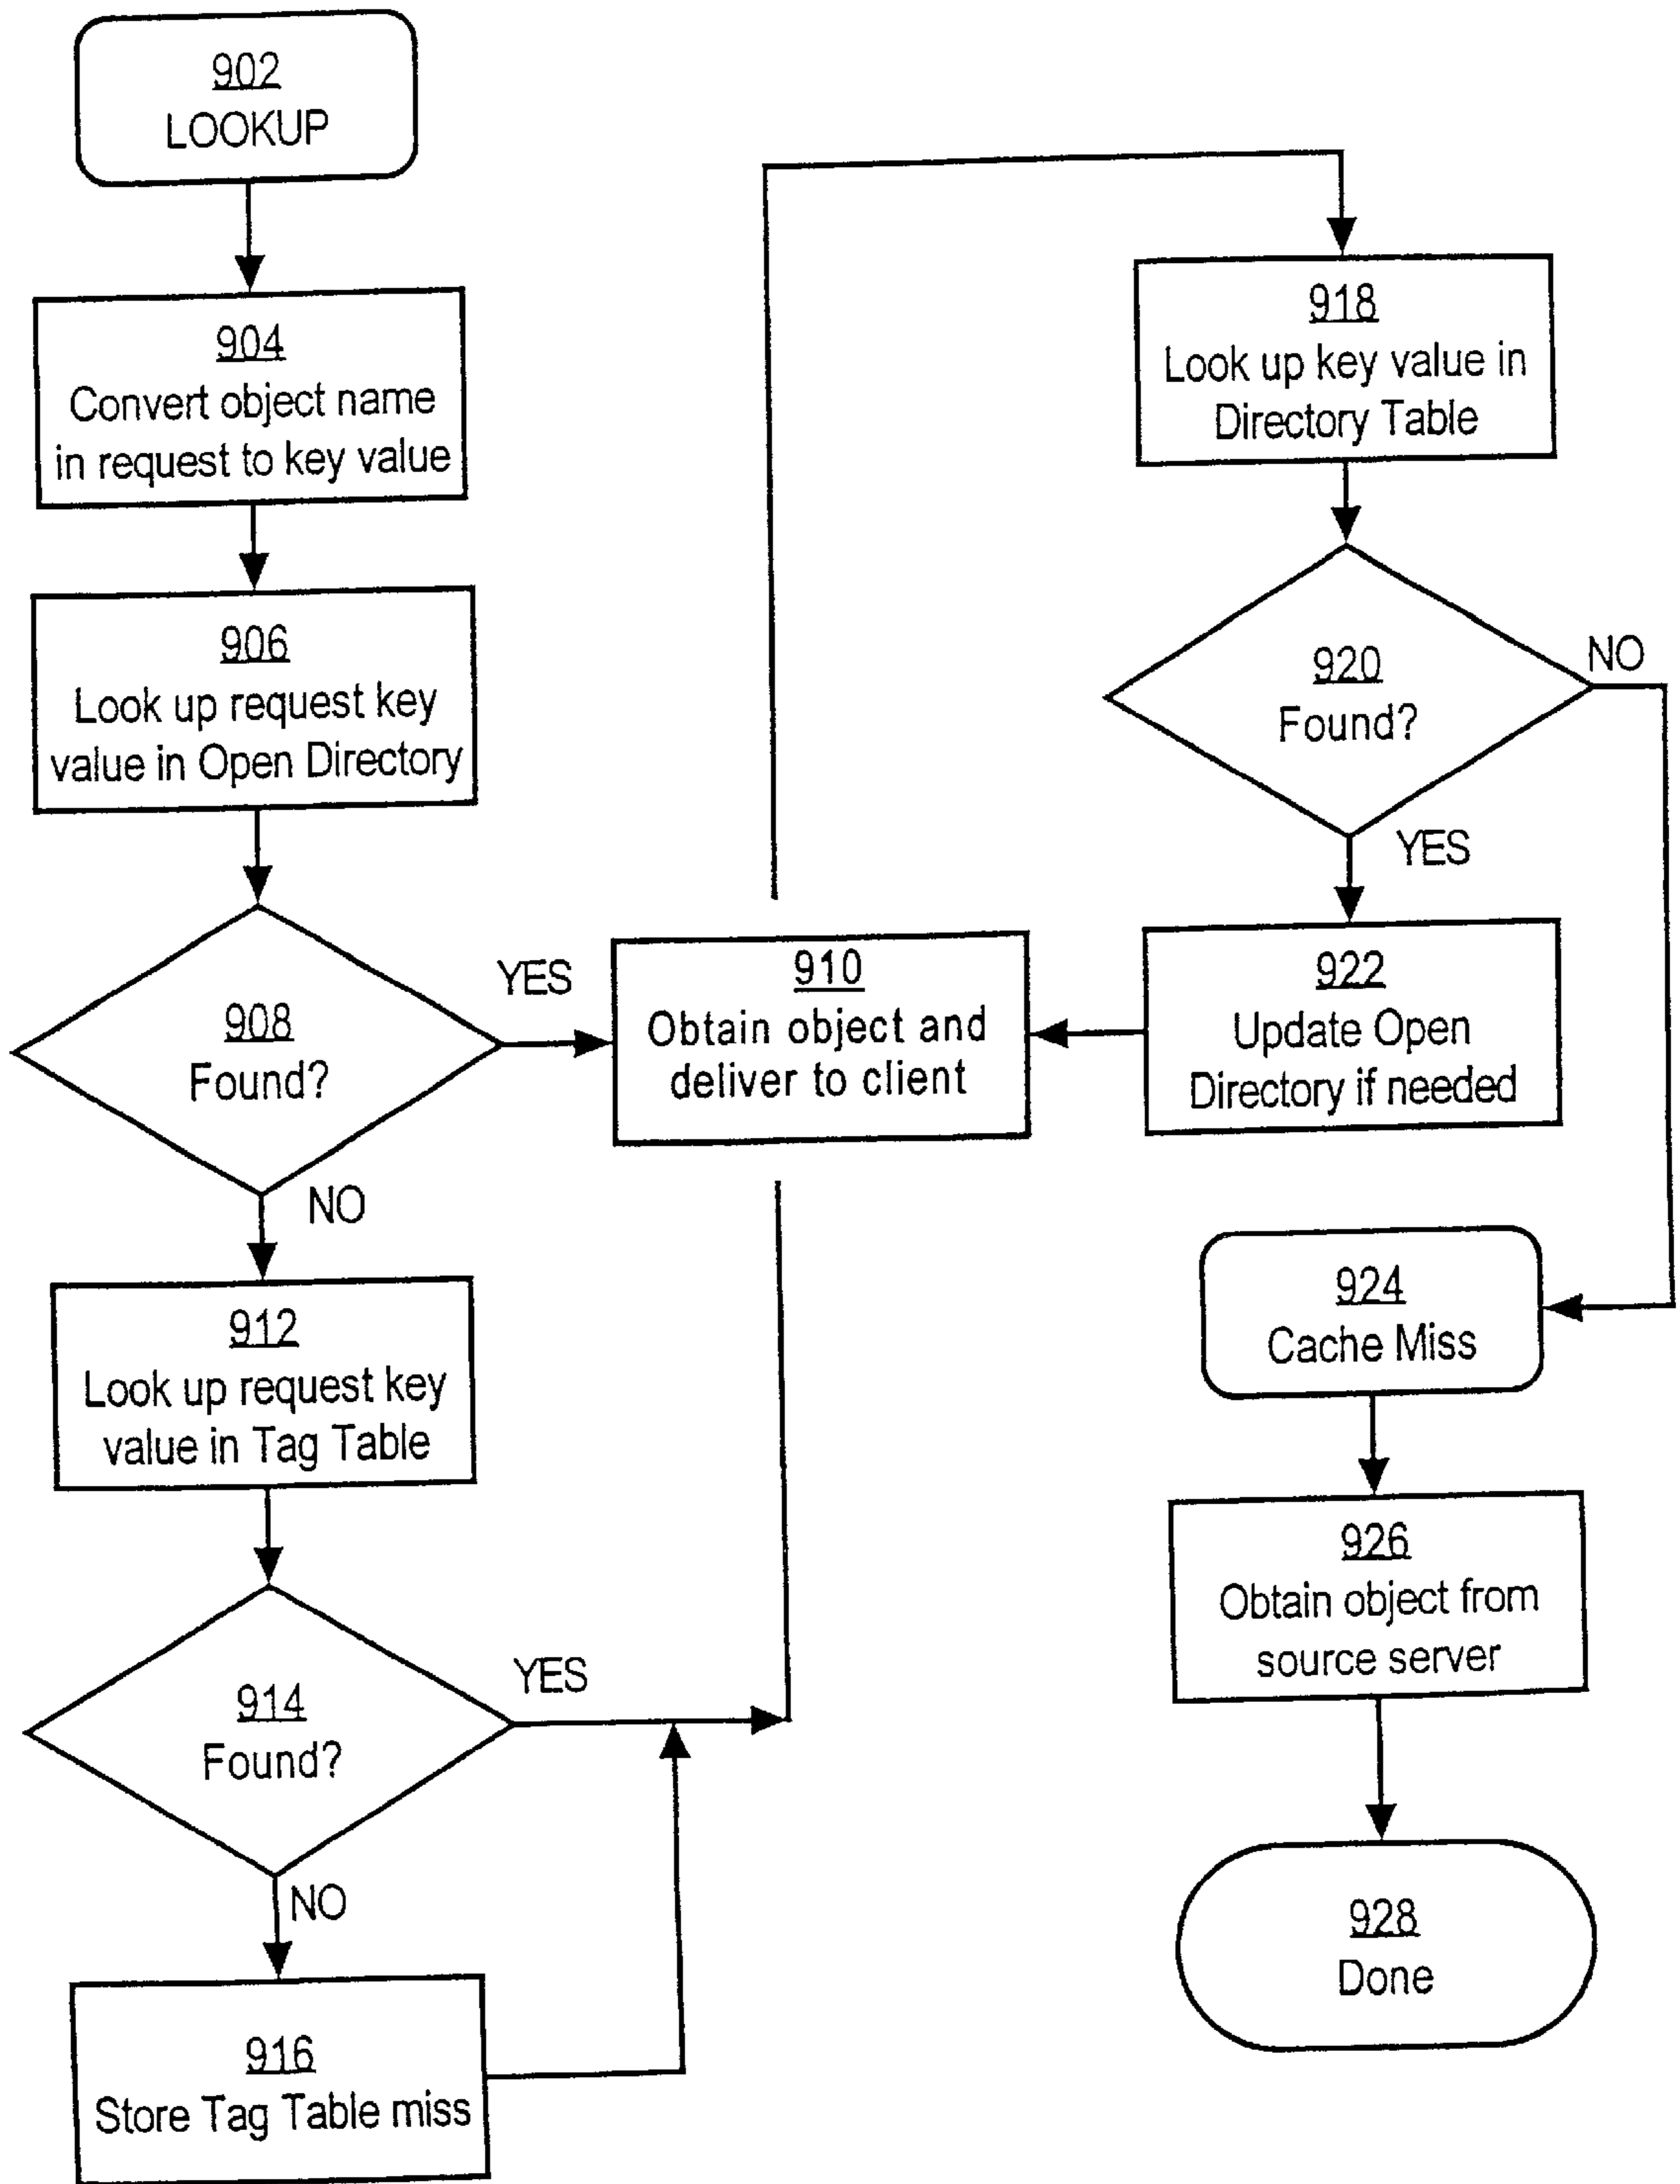 902
LOOKUP
904
Convert object name
in request to key value
906
Look up request key
value in Open Directory
908
Found?
YES
NO
910
Obtain object and
deliver to client
912
Look up request key
value in Tag Table
914
Found?
YES
NO
916
Store Tag Table miss
918
Look up key value in
Directory Table
920
Found?
NO
YES
922
Update Open
Directory if needed
924
Cache Miss
926
Obtain object from
source server
928
Done